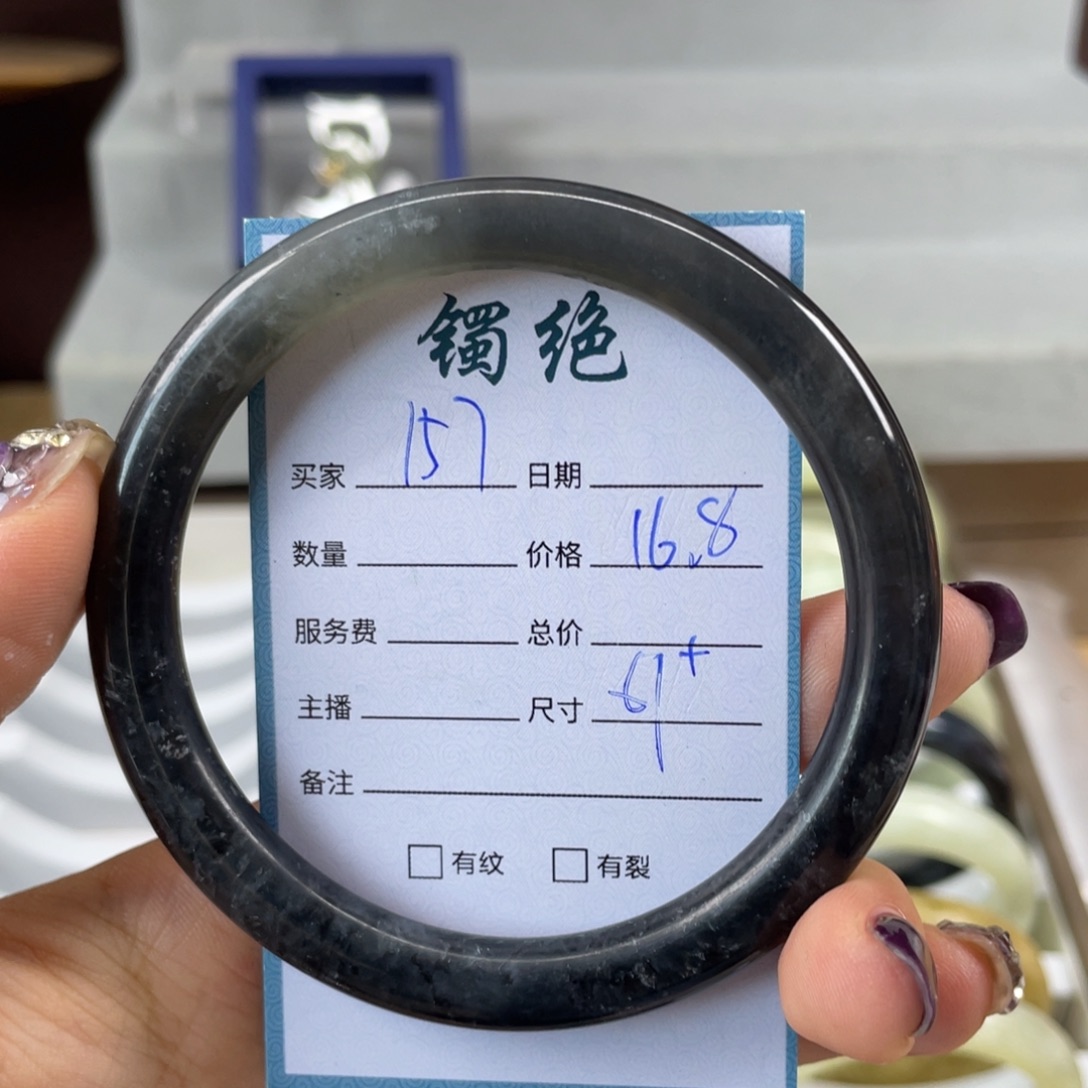 镯绝
买家 157 日期
数量 价格 16.8
服务费 总价
主播 尺寸 61+
备注
有纹 有裂